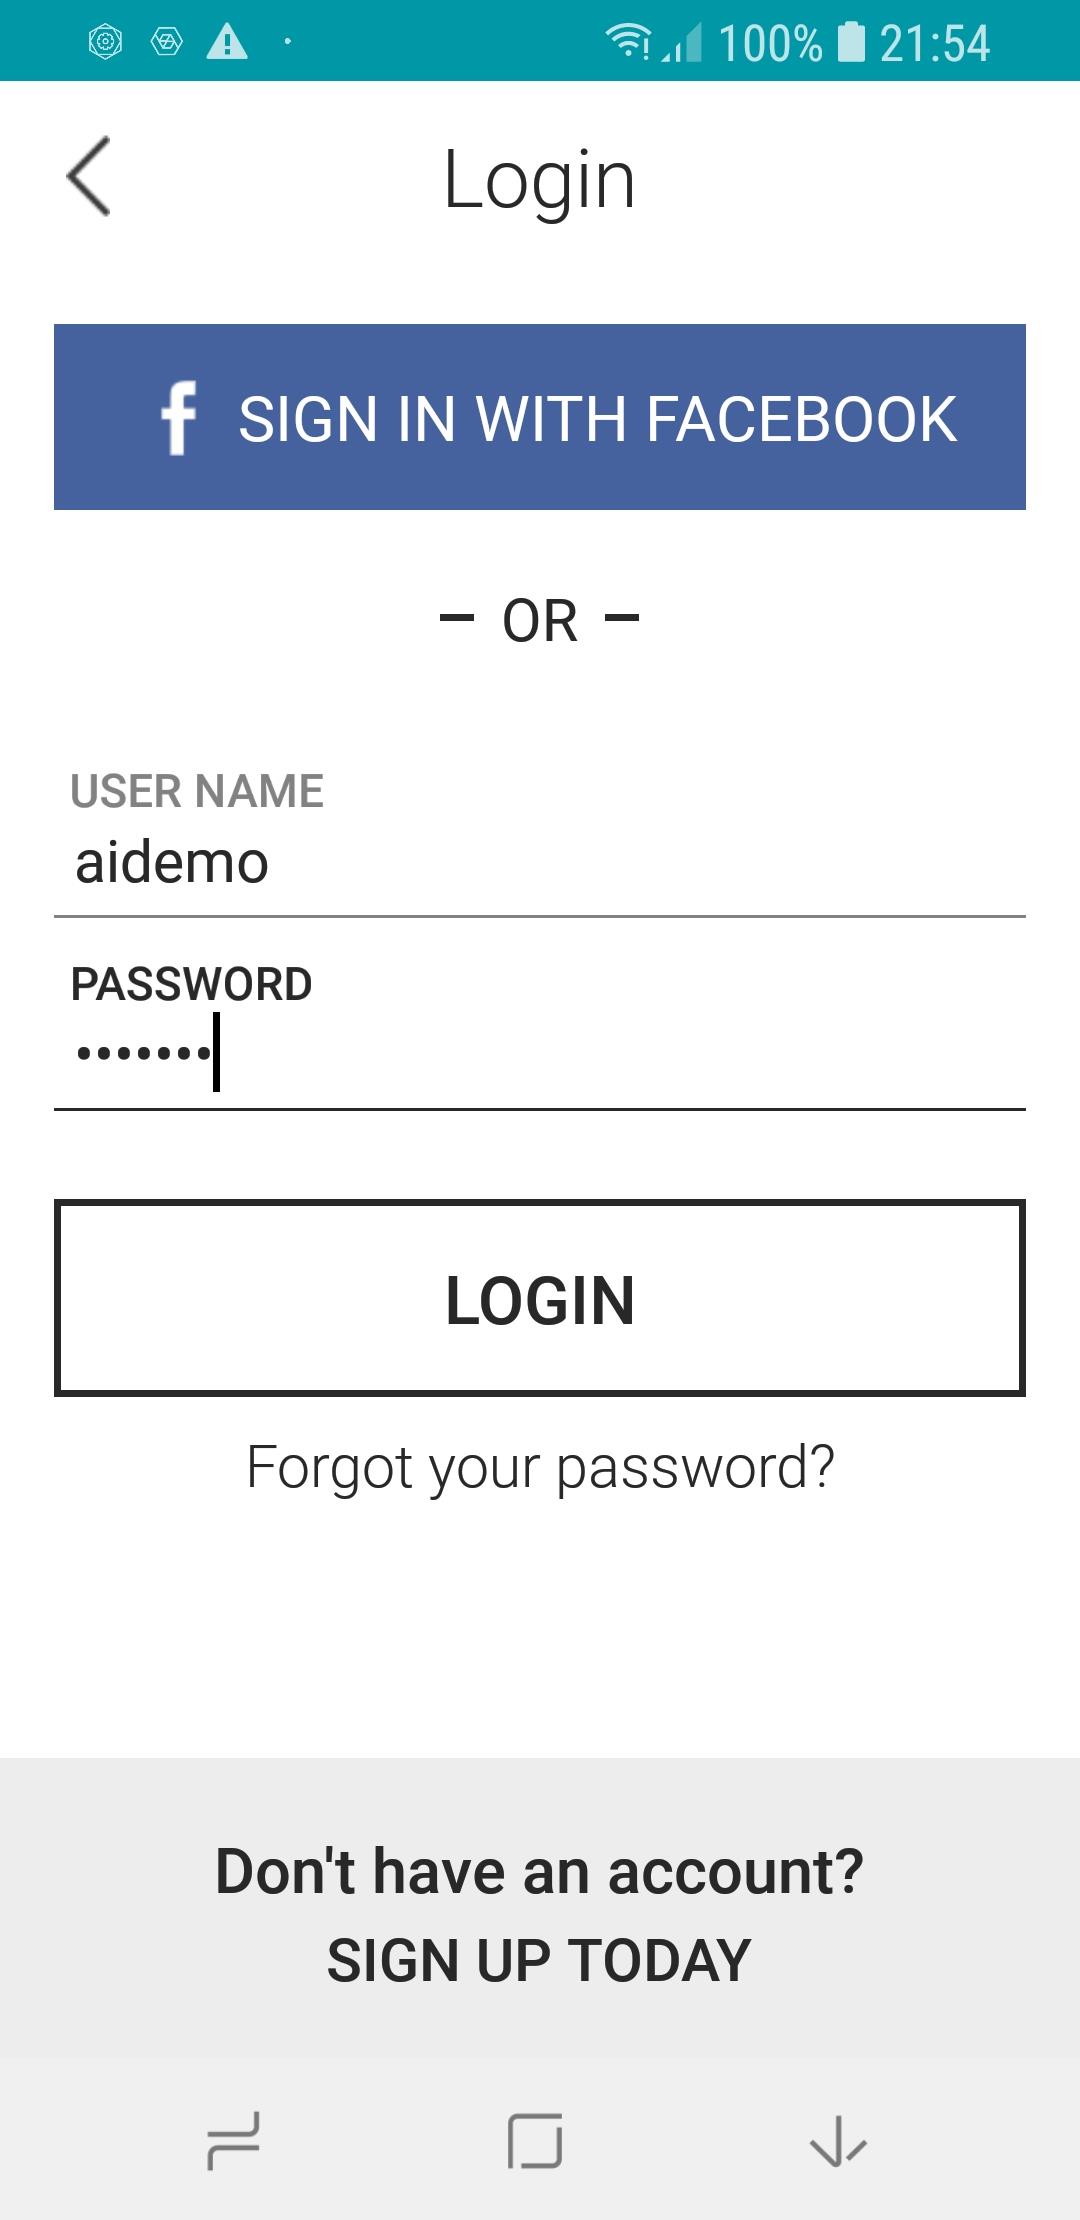 100% 21:54
Login
f SIGN IN WITH FACEBOOK
– OR –
USER NAME
aidemo
PASSWORD
•••••••
LOGIN
Forgot your password?
Don't have an account?
SIGN UP TODAY